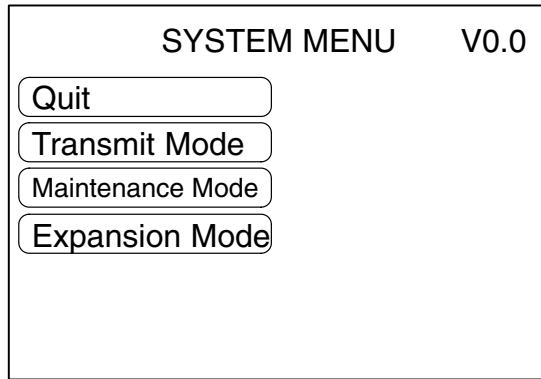 SYSTEM MENU V0.0
Quit
Transmit Mode
Maintenance Mode
Expansion Mode